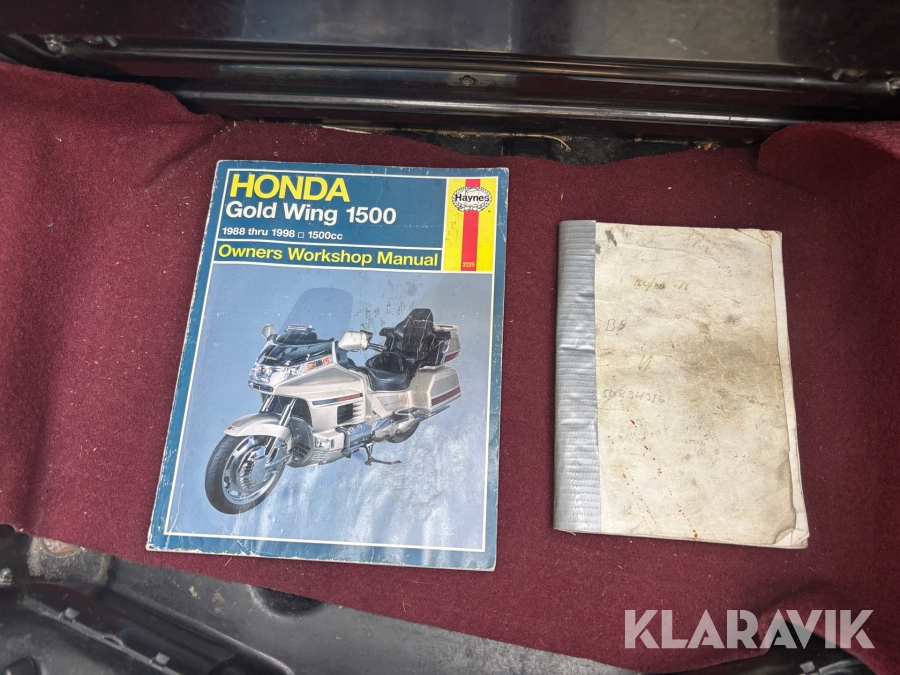 HONDA
Gold Wing 1500
1988 thru 1998 □ 1500cc
Owners Workshop Manual
Haynes
2225
KLARAVIK